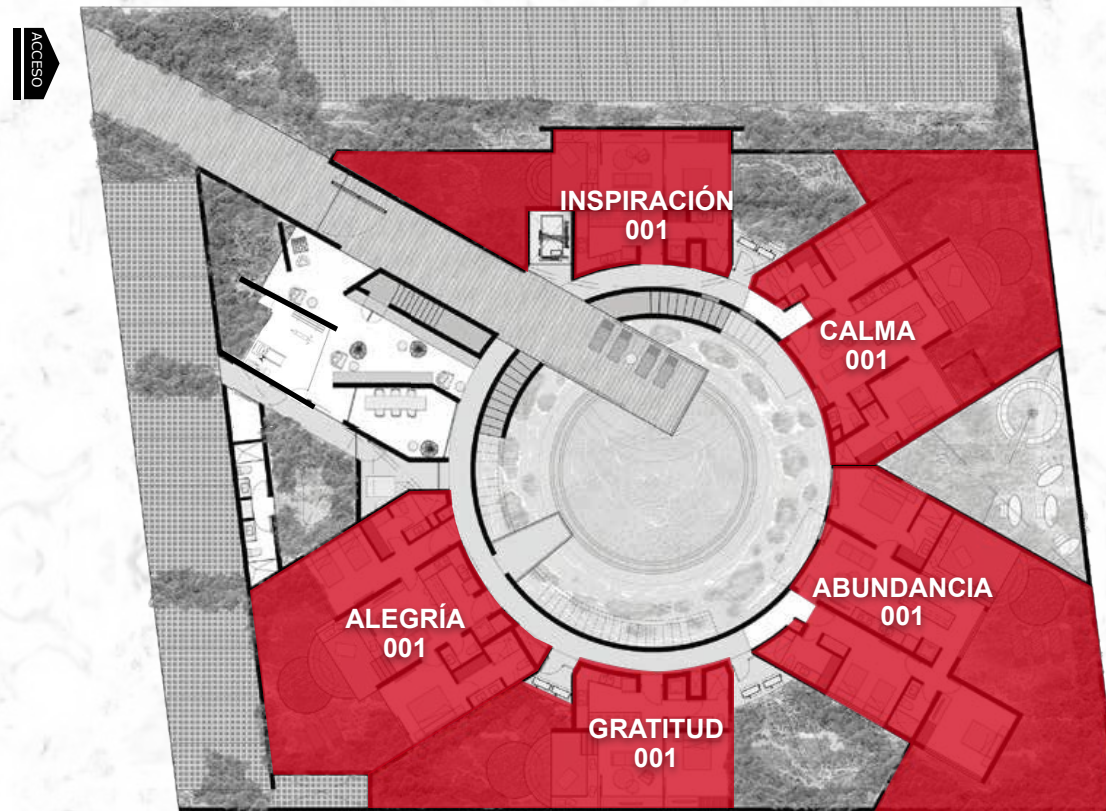 ACCESO
INSPIRACIÓN
001
CALMA
001
ABUNDANCIA
001
ALEGRÍA
001
GRATITUD
001